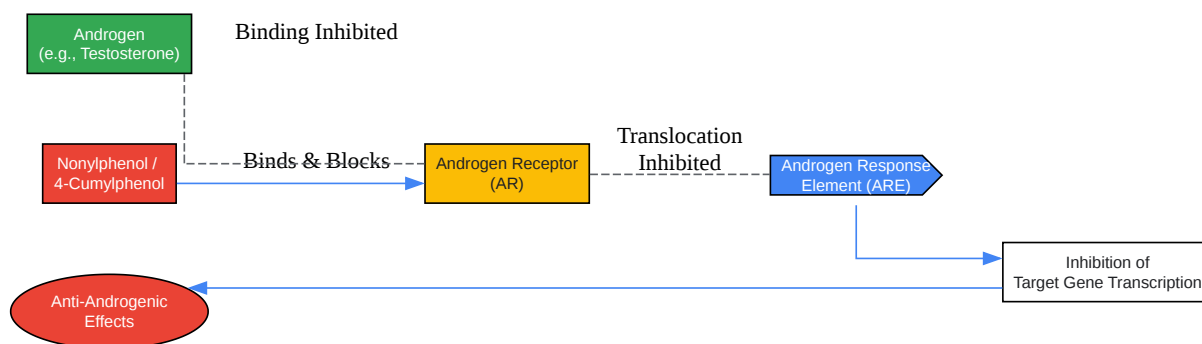 Androgen
(e.g., Testosterone)
Binding Inhibited
Nonylphenol /
4-Cumylphenol
Binds & Blocks
Androgen Receptor
(AR)
Translocation
Inhibited
Androgen Response
Element (ARE)
Inhibition of
Target Gene Transcription
Anti-Androgenic
Effects